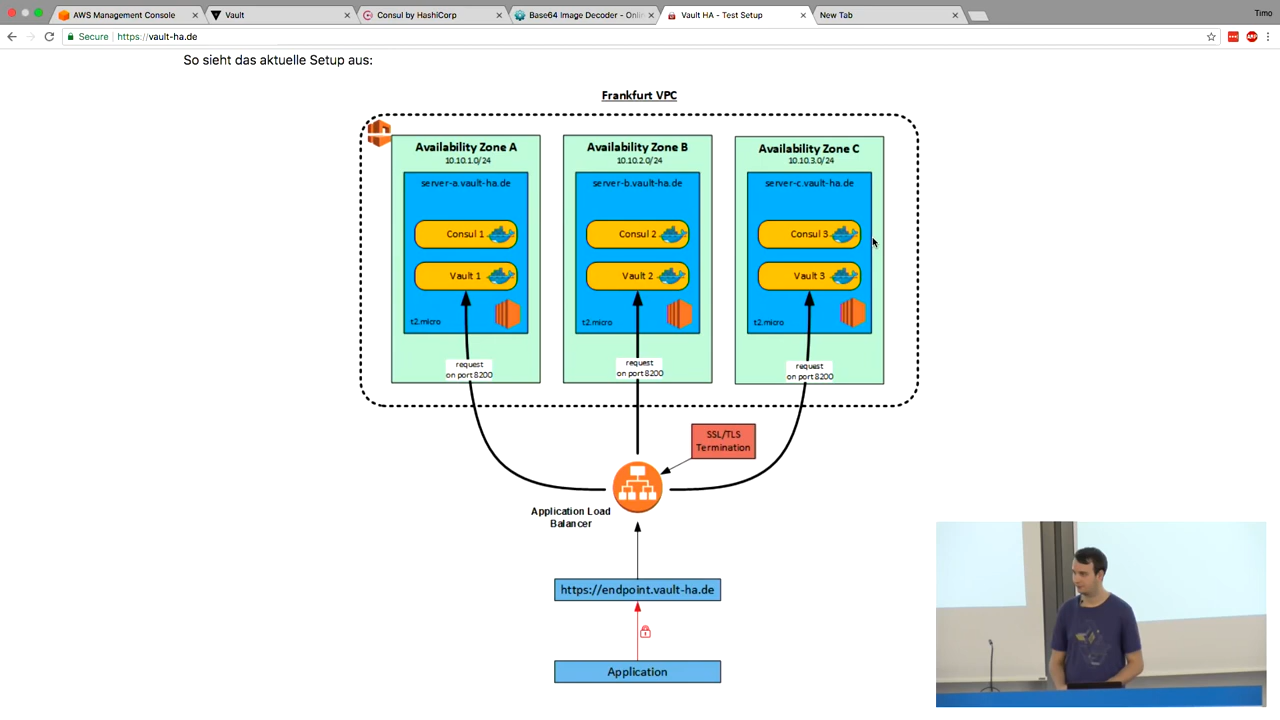 AWS Management Console
Vault
Consul by HashiCorp
Base64 Image Decoder - Onli
Vault HA - Test Setup
New Tab
Timo
Secure
https://vault-ha.de
ABP
So sieht das aktuelle Setup aus:
Frankfurt VPC
Availability Zone A
10.10.1.0/24
server-a.vault-ha.de
Consul 1
Vault 1
t2.micro
request
on port 8200
Availability Zone B
10.10.2.0/24
server-b.vault-ha.de
Consul 2
Vault 2
t2.micro
request
on port 8200
Availability Zone C
10.10.3.0/24
server-c.vault-ha.de
Consul 3
Vault 3
t2.micro
request
on port 8200
SSL/TLS
Termination
Application Load
Balancer
https://endpoint.vault-ha.de
Application